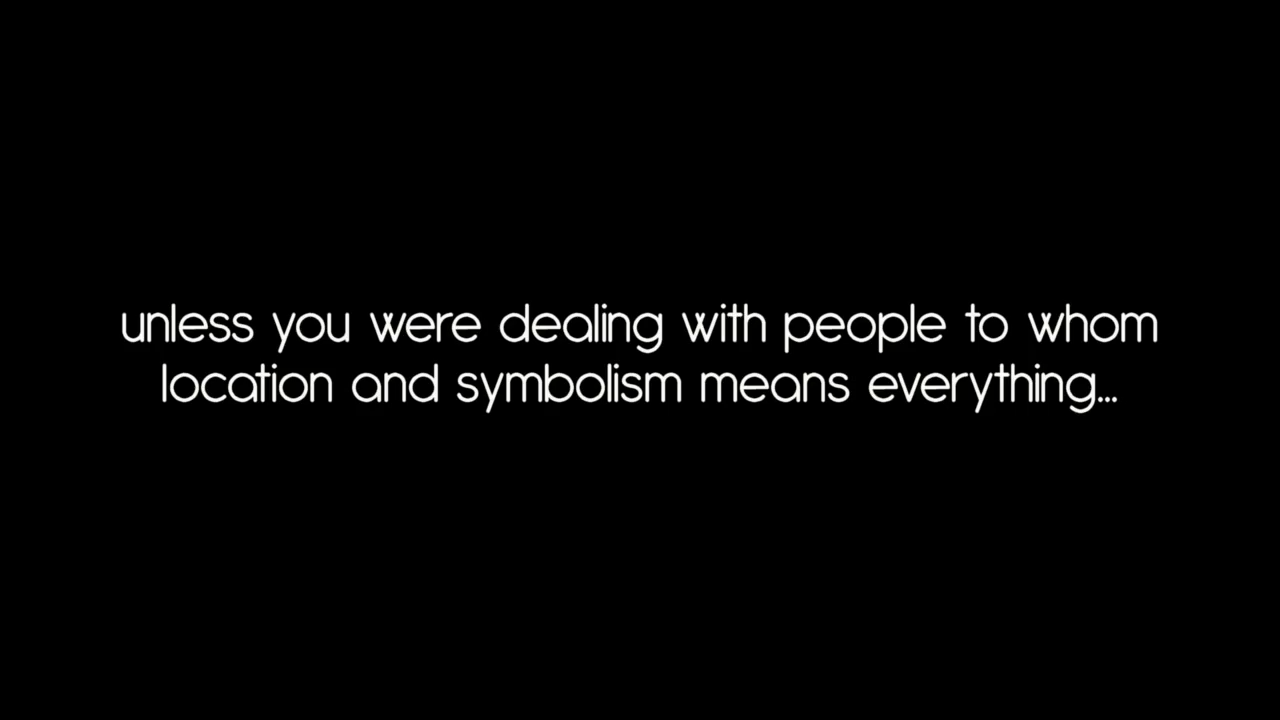 unless you were dealing with people to whom
location and symbolism means everything...